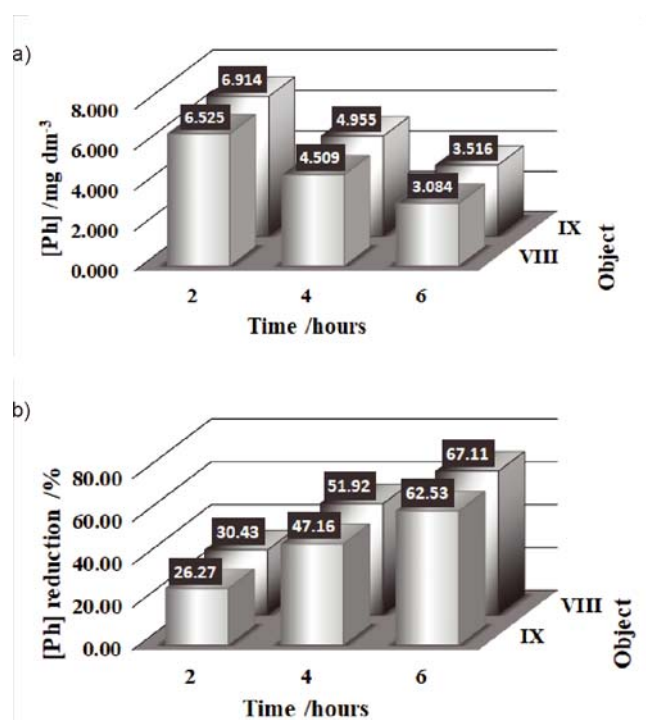 a)
[Ph] /mg dm-3
8.000
6.000
4.000
2.000
0.000
6.914
6.525
4.955
4.509
3.516
3.084
IX
VIII
Object
2 4 6
Time /hours
b)
[Ph] reduction /%
80.00
60.00
40.00
20.00
0.00
67.11
62.53
51.92
47.16
30.43
26.27
VIII
IX
Object
2 4 6
Time /hours